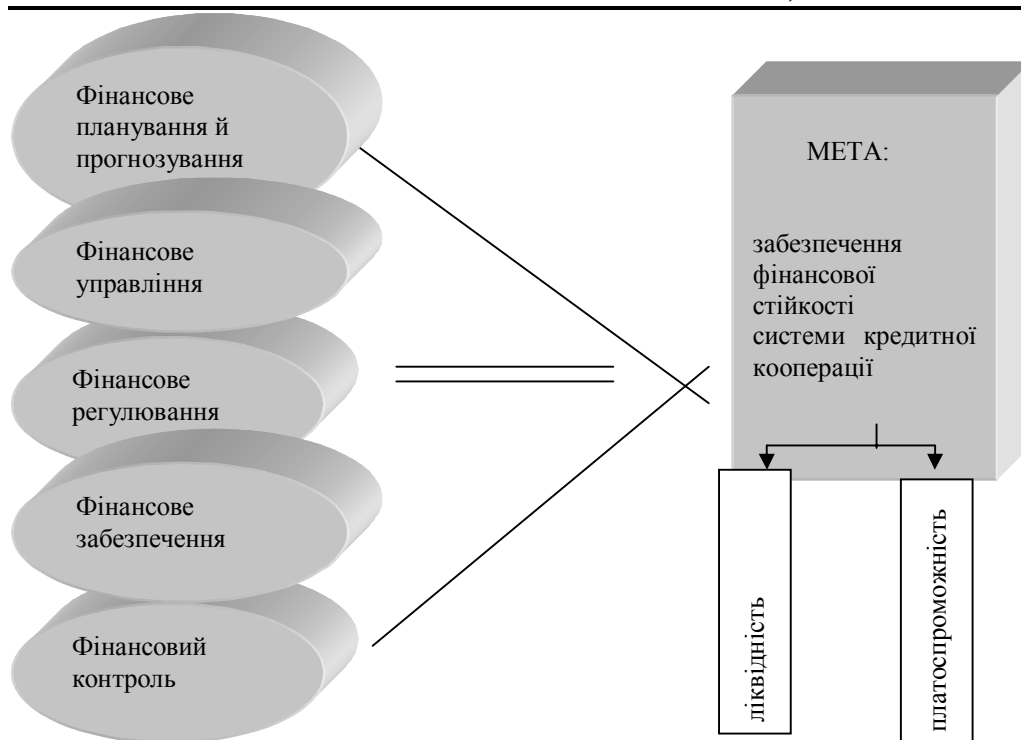 Фінансове
планування й
прогнозування
Фінансове
управління
Фінансове
регулювання
Фінансове
забезпечення
Фінансовий
контроль
МЕТА:
забезпечення
фінансової
стійкості
системи кредитної
кооперації
ліквідність
платоспроможність